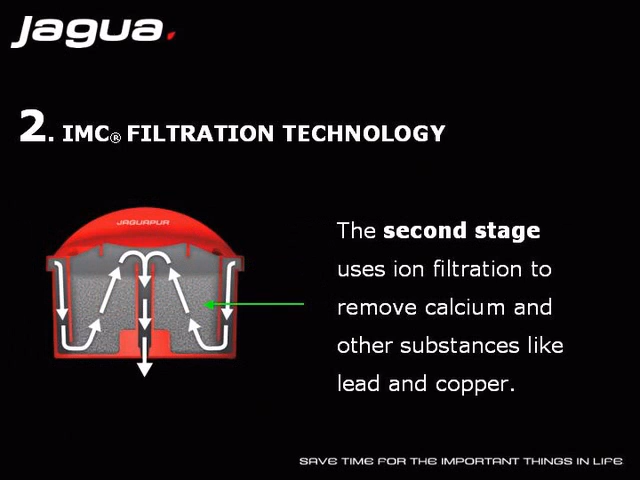 Jagua.
2. IMC® FILTRATION TECHNOLOGY
JAGUAPUR
The second stage
uses ion filtration to
remove calcium and
other substances like
lead and copper.
SAVE TIME FOR THE IMPORTANT THINGS IN LIFE